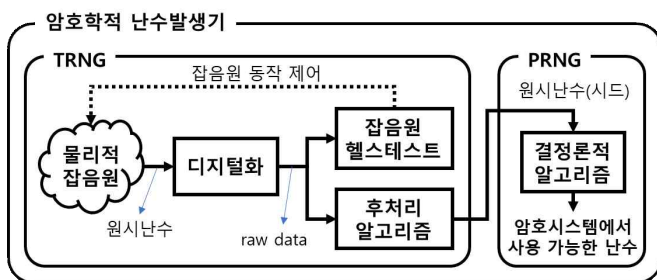 암호학적 난수발생기
TRNG
잡음원 동작 제어
물리적
잡음원
디지털화
잡음원
헬스테스트
후처리
알고리즘
원시난수
raw data
PRNG
원시난수(시드)
결정론적
알고리즘
암호시스템에서
사용 가능한 난수